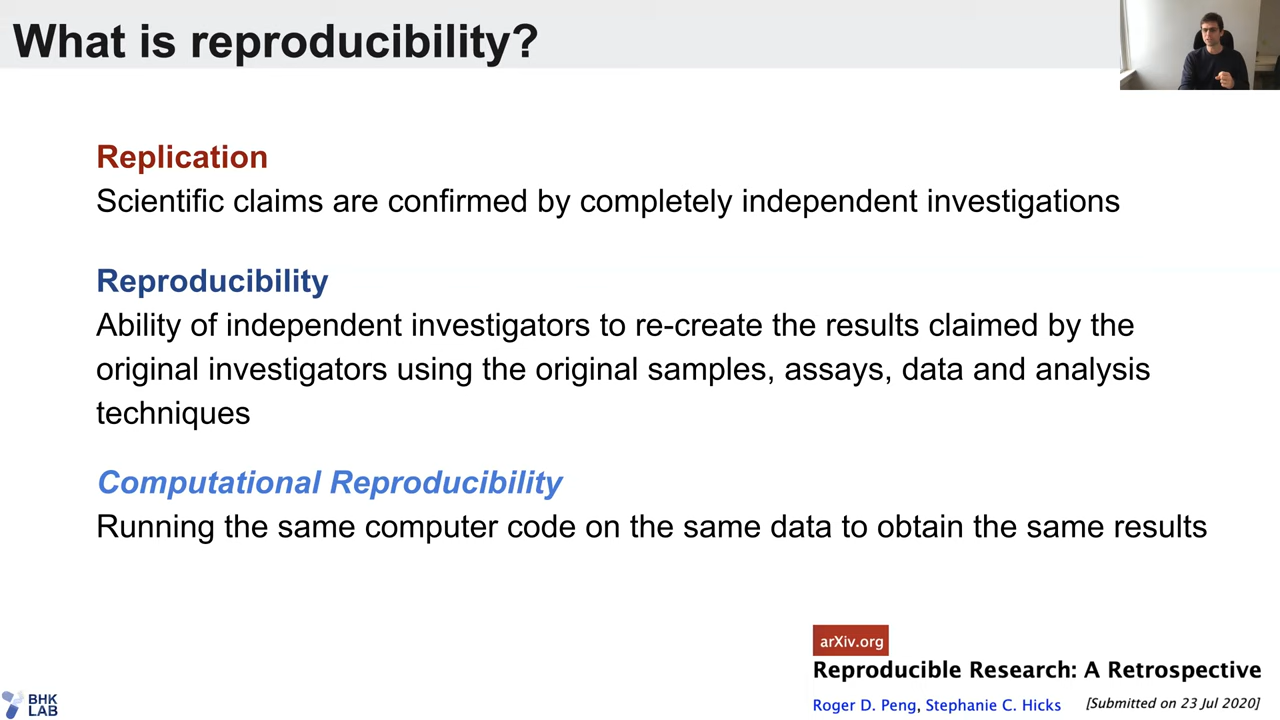 What is reproducibility?
Replication
Scientific claims are confirmed by completely independent investigations
Reproducibility
Ability of independent investigators to re-create the results claimed by the
original investigators using the original samples, assays, data and analysis
techniques
Computational Reproducibility
Running the same computer code on the same data to obtain the same results
arXiv.org
Reproducible Research: A Retrospective
Roger D. Peng, Stephanie C. Hicks [Submitted on 23 Jul 2020]
BHK
LAB